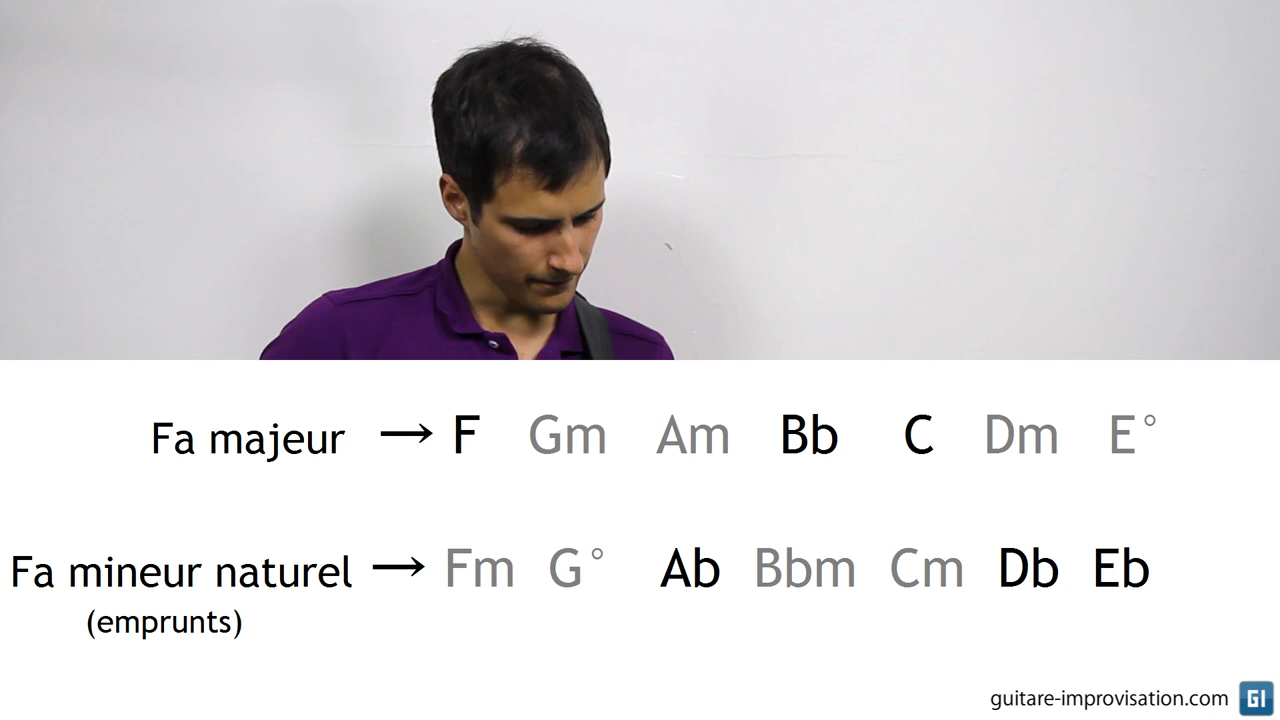 Fa majeur → F Gm Am Bb C Dm E°
Fa mineur naturel → Fm G° Ab Bbm Cm Db Eb
(emprunts)
guitare-improvisation.com GI